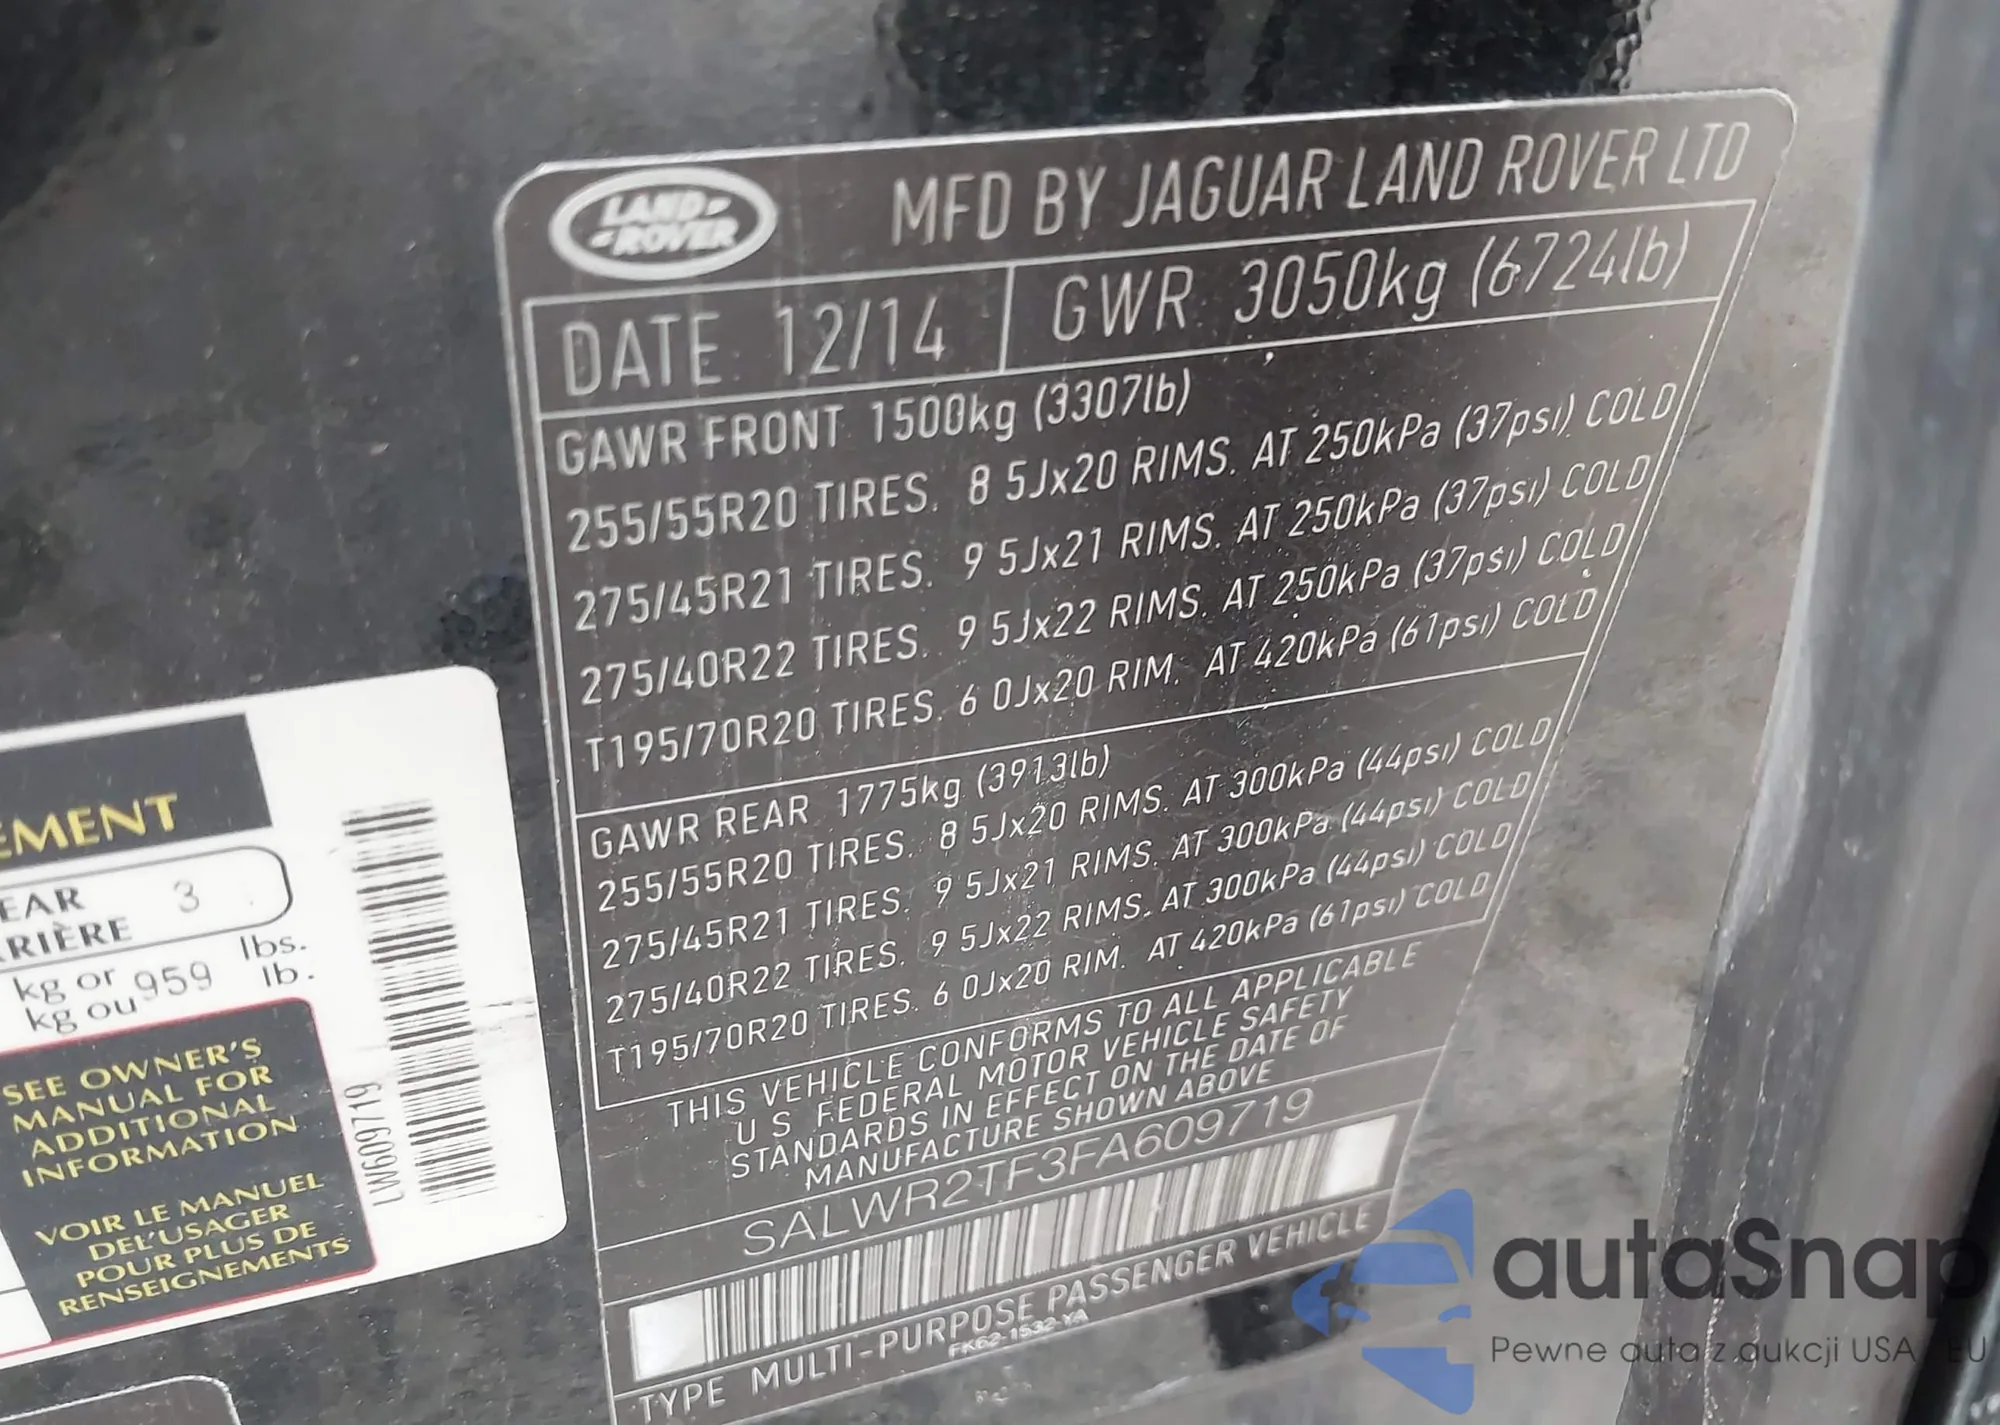 LAND-
-ROVER
MFD BY JAGUAR LAND ROVER LTD
DATE: 12/14
GWR: 3050kg (6724lb)
GAWR FRONT 1500kg (3307lb)
255/55R20 TIRES. 8 5Jx20 RIMS. AT 250kPa (37psi) COLD
275/45R21 TIRES. 9 5Jx21 RIMS. AT 250kPa (37psi) COLD
275/40R22 TIRES. 9 5Jx22 RIMS. AT 250kPa (37psi) COLD
T195/70R20 TIRES. 6 0Jx20 RIM. AT 420kPa (61psi) COLD
GAWR REAR 1775kg (3913lb)
255/55R20 TIRES. 8 5Jx20 RIMS. AT 300kPa (44psi) COLD
275/45R21 TIRES. 9 5Jx21 RIMS. AT 300kPa (44psi) COLD
275/40R22 TIRES. 9 5Jx22 RIMS. AT 300kPa (44psi) COLD
T195/70R20 TIRES. 6 0Jx20 RIM. AT 420kPa (61psi) COLD
THIS VEHICLE CONFORMS TO ALL APPLICABLE
U S FEDERAL MOTOR VEHICLE SAFETY
STANDARDS IN EFFECT ON THE DATE OF
MANUFACTURE SHOWN ABOVE
SALWR2TF3FA609719
TYPE MULTI-PURPOSE PASSENGER VEHICLE
FK62-1532-YA
EMENT
EAR
RIÈRE
3
kg or
kg ou
959
lbs.
lb.
SEE OWNER'S
MANUAL FOR
ADDITIONAL
INFORMATION
VOIR LE MANUEL
DEL'USAGER
POUR PLUS DE
RENSEIGNEMENTS
LW609719
autaSnap
Pewne auta z aukcji USA EU